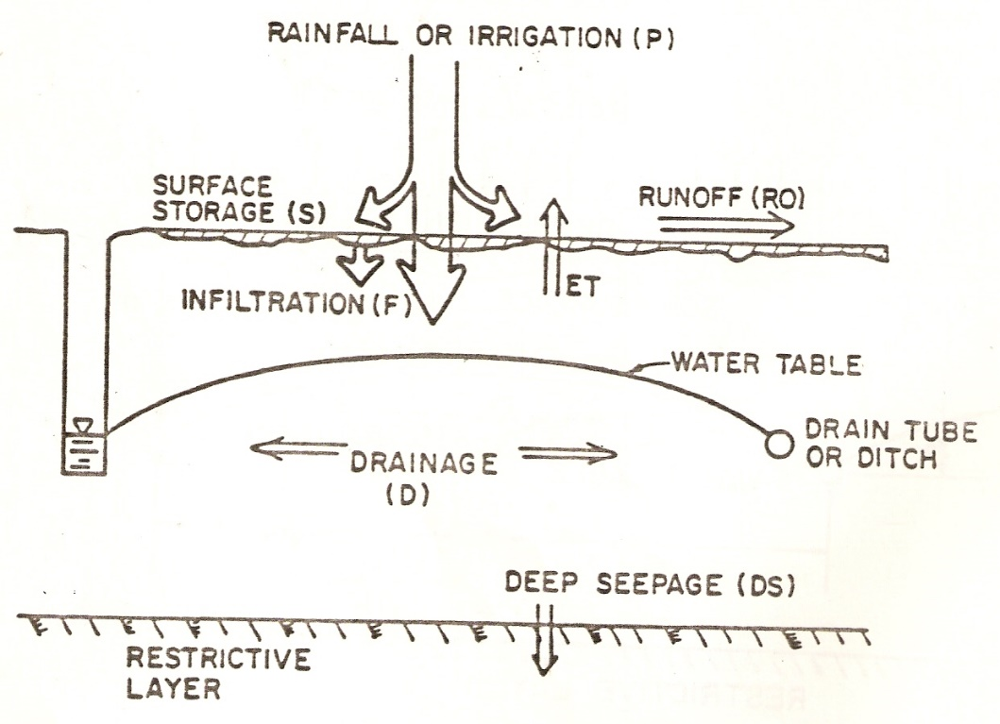 RAINFALL OR IRRIGATION (P)
SURFACE
STORAGE (S)
RUNOFF (RO)
INFILTRATION (F)
ET
WATER TABLE
DRAIN TUBE
OR DITCH
DRAINAGE
(D)
DEEP SEEPAGE (DS)
RESTRICTIVE
LAYER